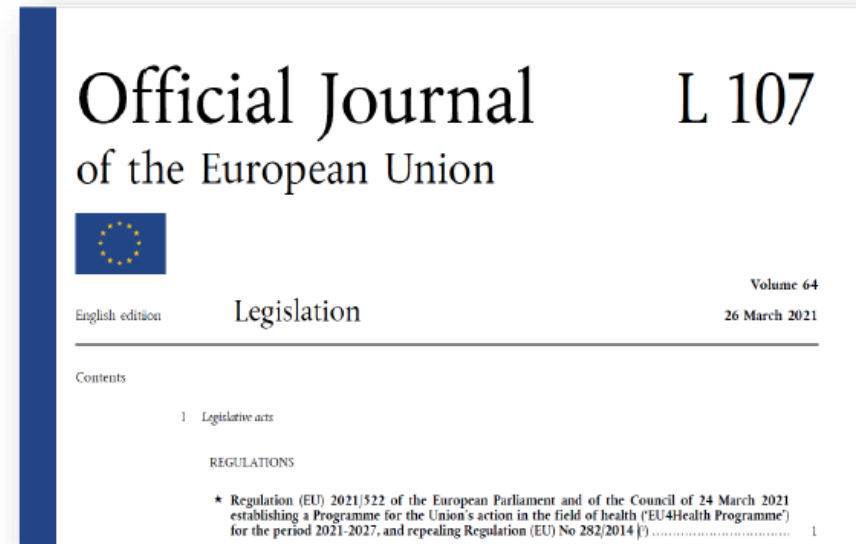 Official Journal L 107
of the European Union
Volume 64
English edition Legislation 26 March 2021
Contents
I Legislative acts
REGULATIONS
★ Regulation (EU) 2021/522 of the European Parliament and of the Council of 24 March 2021
establishing a Programme for the Union's action in the field of health (‘EU4Health Programme’)
for the period 2021-2027, and repealing Regulation (EU) No 282/2014 (¹) .................................. 1